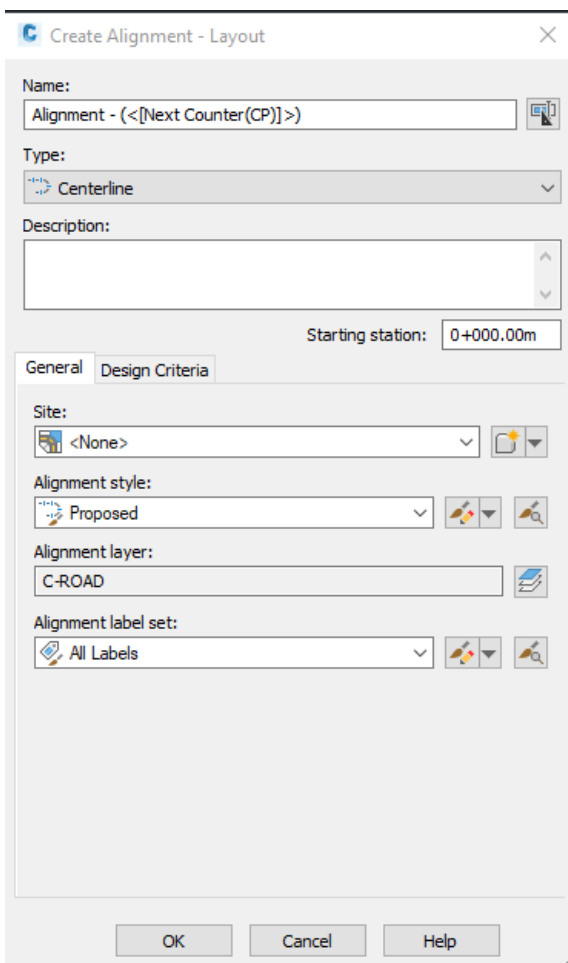 Create Alignment - Layout
Name:
Alignment - (<[Next Counter(CP)]>)
Type:
Centerline
Description:
Starting station: 0+000.00m
General Design Criteria
Site:
<None>
Alignment style:
Proposed
Alignment layer:
C-ROAD
Alignment label set:
All Labels
OK Cancel Help